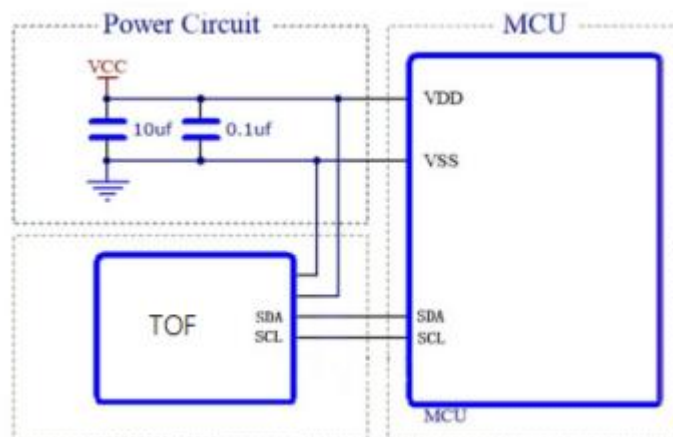 Power Circuit
MCU
VCC
10uf
0.1uf
VDD
VSS
TOF
SDA
SCL
SDA
SCL
MCU